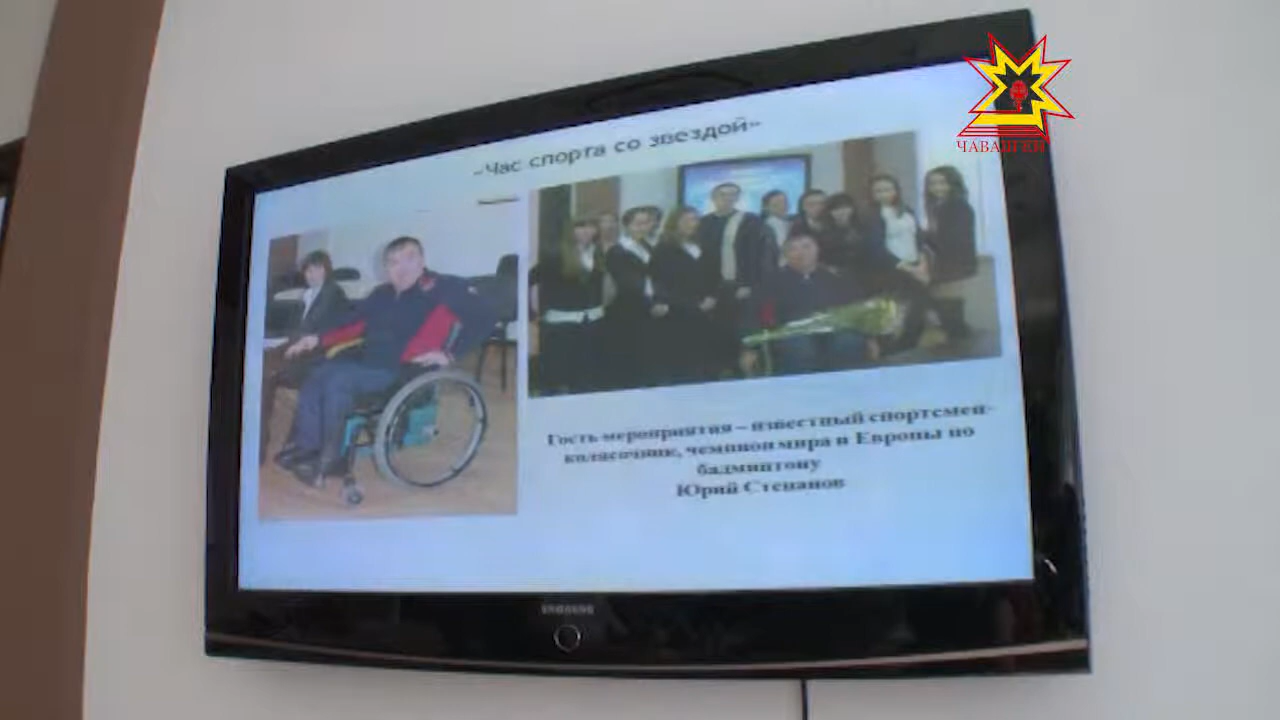 ЧАВАШ ЕН
«Час спорта со звездой»
Гость мероприятия – известный спортсмен-
колясочник, чемпион мира и Европы по
бадминтону
Юрий Степанов
SAMSUNG